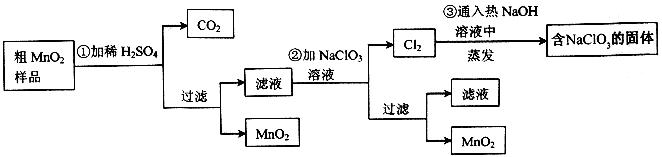 粗MnO2
样品
①加稀H2SO4
过滤
CO2
滤液
MnO2
②加NaClO3
溶液
过滤
Cl2
滤液
MnO2
③通入热NaOH
溶液中
蒸发
含NaClO3的固体